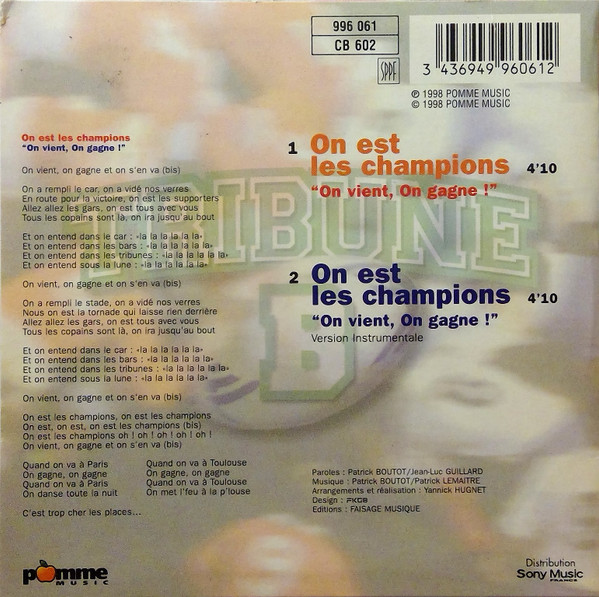 996 061
CB 602
SPPF
3 436949 960612
℗ 1998 POMME MUSIC
© 1998 POMME MUSIC
TRIBUNE
B
On est les champions
"On vient, On gagne !"
On vient, on gagne et on s'en va (bis)
On a rempli le car, on a vidé nos verres
En route pour la victoire, on est les supporters
Allez allez les gars, on est tous avec vous
Tous les copains sont là, on ira jusqu'au bout
Et on entend dans le car : «la la la la la la»
Et on entend dans les bars : «la la la la la la»
Et on entend dans les tribunes : «la la la la la la»
Et on entend sous la lune : «la la la la la la»
On vient, on gagne et on s'en va (bis)
On a rempli le stade, on a vidé nos verres
Nous on est la tornade qui laisse rien derrière
Allez allez les gars, on est tous avec vous
Tous les copains sont là, on ira jusqu'au bout
Et on entend dans le car : «la la la la la la»
Et on entend dans les bars : «la la la la la la»
Et on entend dans les tribunes : «la la la la la la»
Et on entend sous la lune : «la la la la la la»
On vient, on gagne et on s'en va (bis)
On est les champions, on est les champions
On est, on est, on est les champions (bis)
On est les champions oh ! oh ! oh ! oh ! oh !
On vient, on gagne et on s'en va (bis)
Quand on va à Paris
On gagne, on gagne
Quand on va à Paris
On danse toute la nuit
Quand on va à Toulouse
On gagne, on gagne
Quand on va à Toulouse
On met l'feu à la p'louse
C'est trop cher les places...
1 On est
les champions 4'10
"On vient, On gagne !"
2 On est
les champions 4'10
"On vient, On gagne !"
Version Instrumentale
Paroles : Patrick BOUTOT/Jean-Luc GUILLARD
Musique : Patrick BOUTOT/Patrick LEMAITRE
Arrangements et réalisation : Yannick HUGNET
Design : FKGB
Editions : FAISAGE MUSIQUE
pomme
MUSIC
Distribution
Sony Music
FRANCE